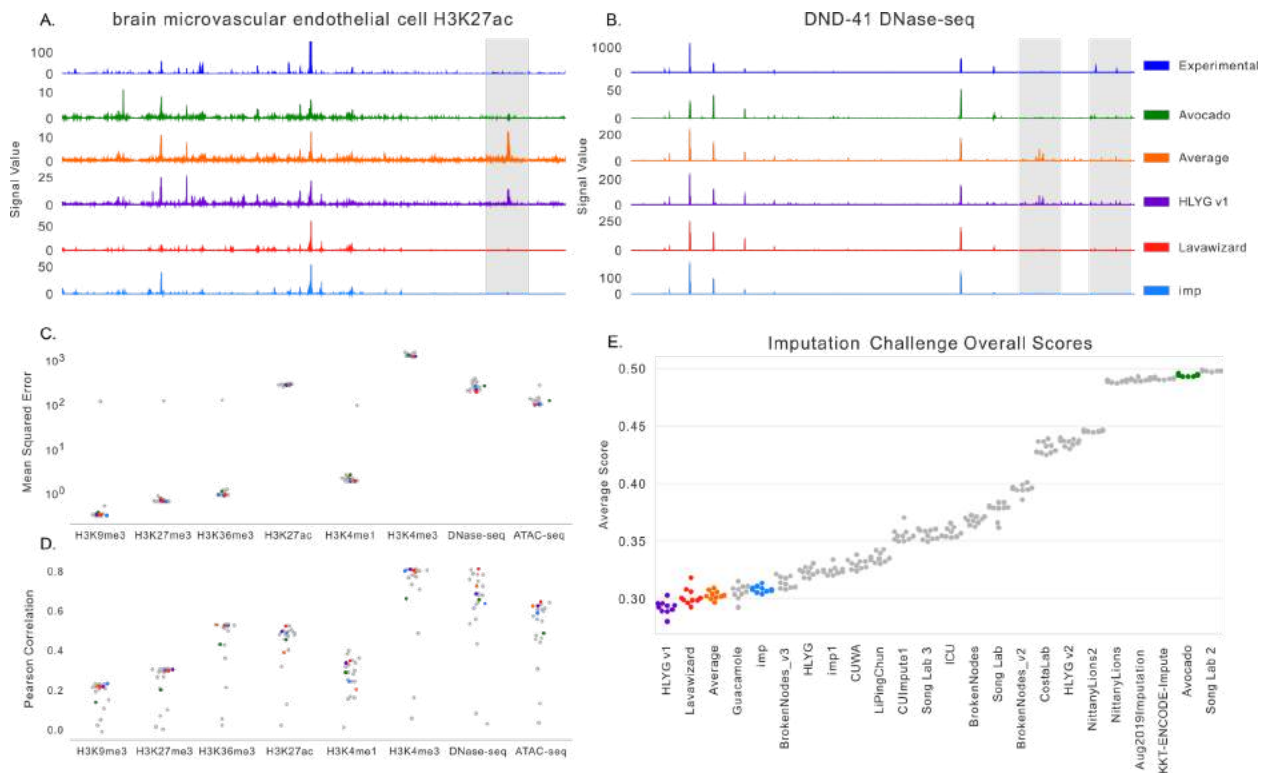 A.
brain microvascular endothelial cell H3K27ac
B.
DND-41 DNase-seq
Signal Value
100
0
10
0
10
0
25
0
50
0
50
0
Signal Value
1000
0
50
0
200
0
200
0
250
0
100
0
Experimental
Avocado
Average
HLYG v1
Lavawizard
imp
C.
Mean Squared Error
10³
10²
10¹
10⁰
H3K9me3 H3K27me3 H3K36me3 H3K27ac H3K4me1 H3K4me3 DNase-seq ATAC-seq
D.
Pearson Correlation
0.8
0.6
0.4
0.2
0.0
H3K9me3 H3K27me3 H3K36me3 H3K27ac H3K4me1 H3K4me3 DNase-seq ATAC-seq
E.
Imputation Challenge Overall Scores
Average Score
0.50
0.45
0.40
0.35
0.30
HLYG v1
Lavawizard
Average
Guacamole
imp
BrokenNodes_v3
HLYG
imp1
CUWA
LiPingChun
CUImpute1
Song Lab 3
ICU
BrokenNodes
Song Lab
BrokenNodes_v2
CostaLab
HLYG v2
NittanyLions2
NittanyLions
Aug2019Imputation
KKT-ENCODE-Impute
Avocado
Song Lab 2